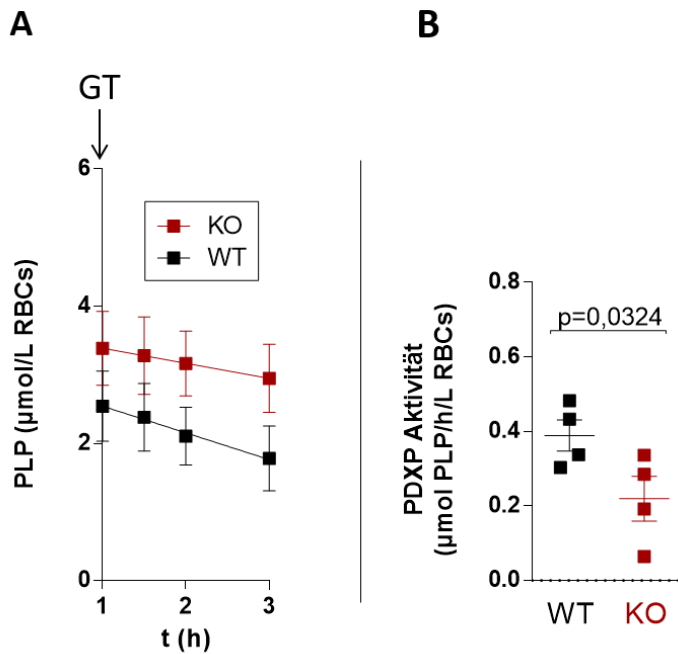 A
GT
PLP (µmol/L RBCs)
6
4
2
0
KO
WT
1
2
3
t (h)
B
PDXP Aktivität
(µmol PLP/h/L RBCs)
0.8
0.6
0.4
0.2
0.0
p=0,0324
WT
KO